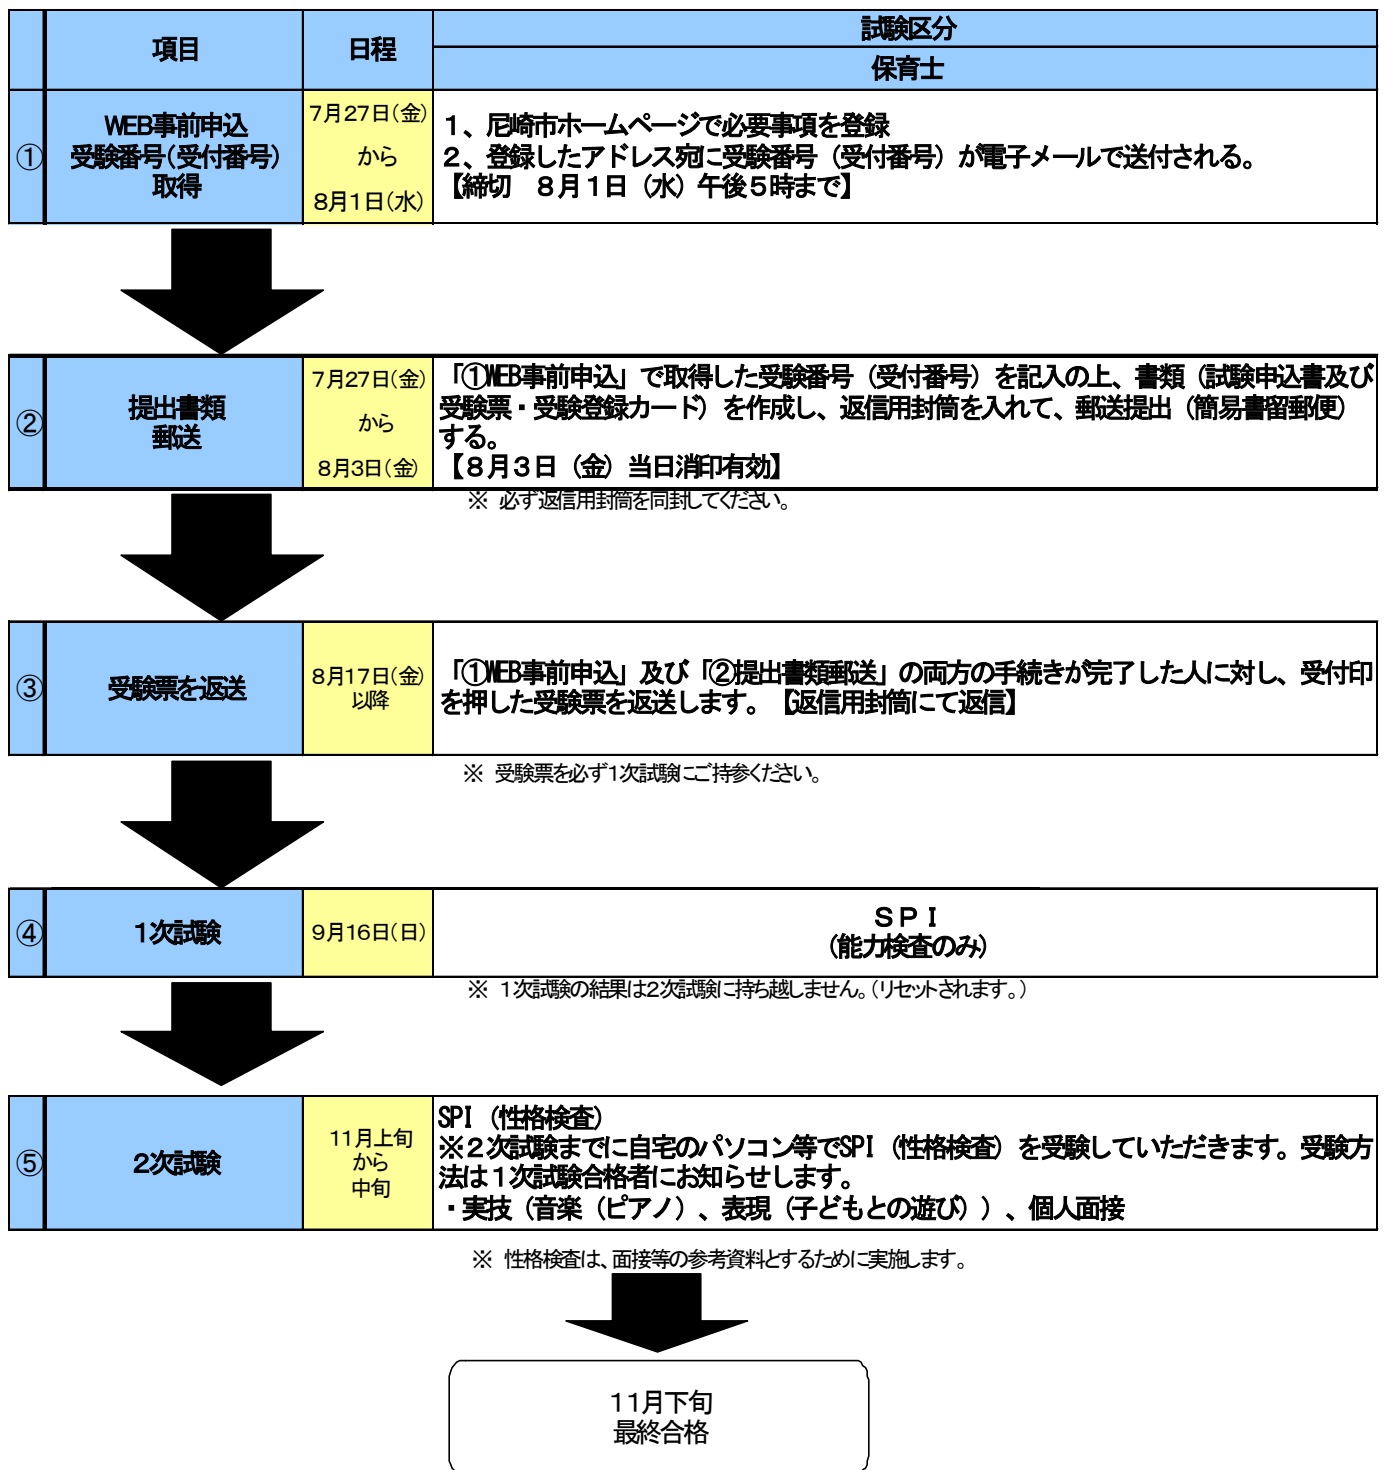 項目
日程
試験区分
保育士
①
WEB事前申込
受験番号(受付番号)
取得
7月27日(金)
から
8月1日(水)
１、尼崎市ホームページで必要事項を登録
２、登録したアドレス宛に受験番号（受付番号）が電子メールで送付される。
【締切　８月１日（水）午後５時まで】
②
提出書類
郵送
7月27日(金)
から
8月3日(金)
「①WEB事前申込」で取得した受験番号（受付番号）を記入の上、書類（試験申込書及び
受験票・受験登録カード）を作成し、返信用封筒を入れて、郵送提出（簡易書留郵便）
する。
【８月３日（金）当日消印有効】
※ 必ず返信用封筒を同封してください。
③
受験票を返送
8月17日(金)
以降
「①WEB事前申込」及び「②提出書類郵送」の両方の手続きが完了した人に対し、受付印
を押した受験票を返送します。【返信用封筒にて返信】
※ 受験票を必ず1次試験にご持参ください。
④
1次試験
9月16日(日)
ＳＰＩ
（能力検査のみ）
※ 1次試験の結果は2次試験に持ち越しません。（リセットされます。）
⑤
2次試験
11月上旬
から
中旬
SPI（性格検査）
※２次試験までに自宅のパソコン等でSPI（性格検査）を受験していただきます。受験方
法は１次試験合格者にお知らせします。
・実技（音楽（ピアノ）、表現（子どもとの遊び））、個人面接
※ 性格検査は、面接等の参考資料とするために実施します。
11月下旬
最終合格